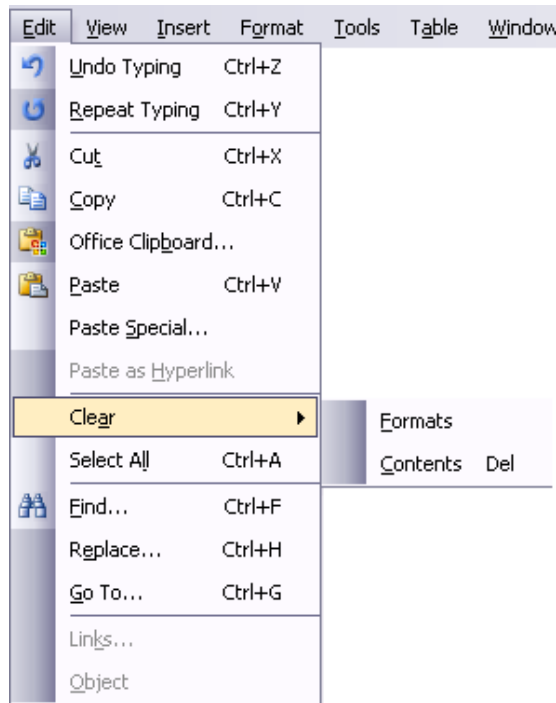 Edit View Insert Format Tools Table Window
Undo Typing Ctrl+Z
Repeat Typing Ctrl+Y
Cut Ctrl+X
Copy Ctrl+C
Office Clipboard...
Paste Ctrl+V
Paste Special...
Paste as Hyperlink
Clear
Formats
Select All Ctrl+A
Contents Del
Find... Ctrl+F
Replace... Ctrl+H
Go To... Ctrl+G
Links...
Object